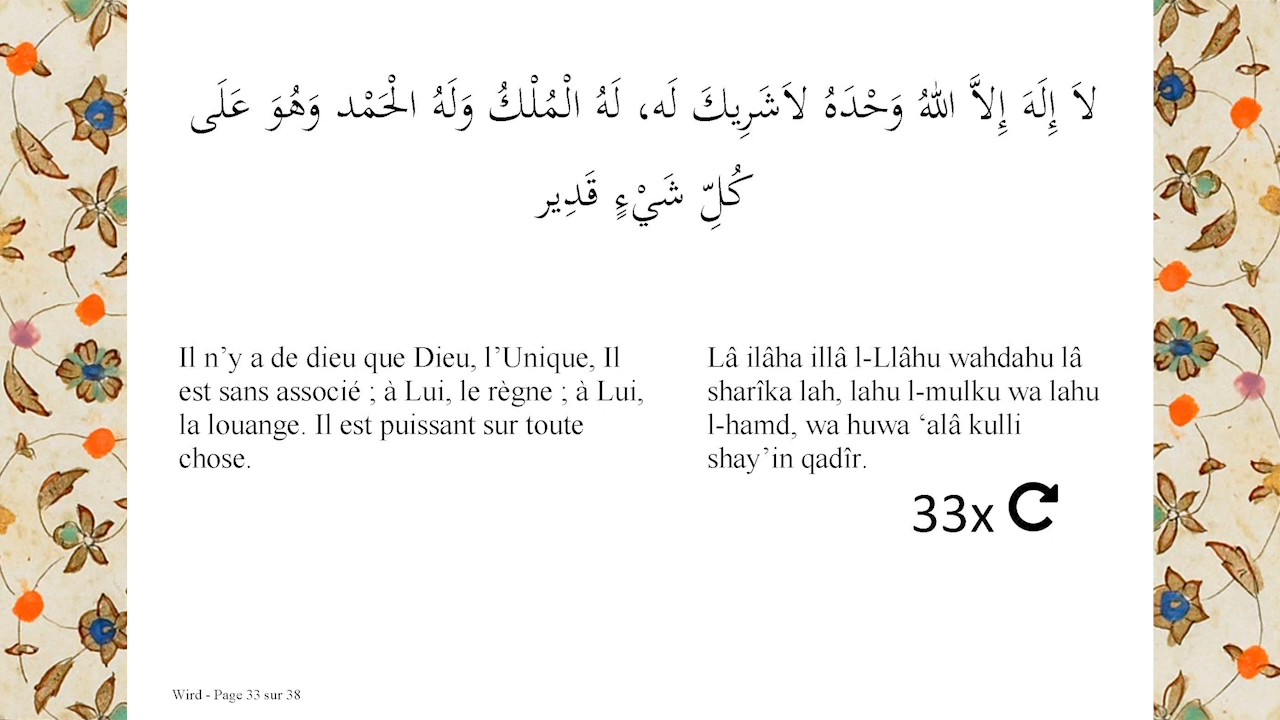 لاَ إِلَهَ إِلاَّ اللهُ وَحْدَهُ لاَشَرِيكَ لَه، لَهُ الْمُلْكُ وَلَهُ الْحَمْد وَهُوَ عَلَى
كُلِّ شَيْءٍ قَدِير
Il n’y a de dieu que Dieu, l’Unique, Il
est sans associé ; à Lui, le règne ; à Lui,
la louange. Il est puissant sur toute
chose.
Lâ ilâha illâ l-Llâhu wahdahu lâ
sharîka lah, lahu l-mulku wa lahu
l-hamd, wa huwa ‘alâ kulli
shay’in qadîr.
33x
Wird - Page 33 sur 38